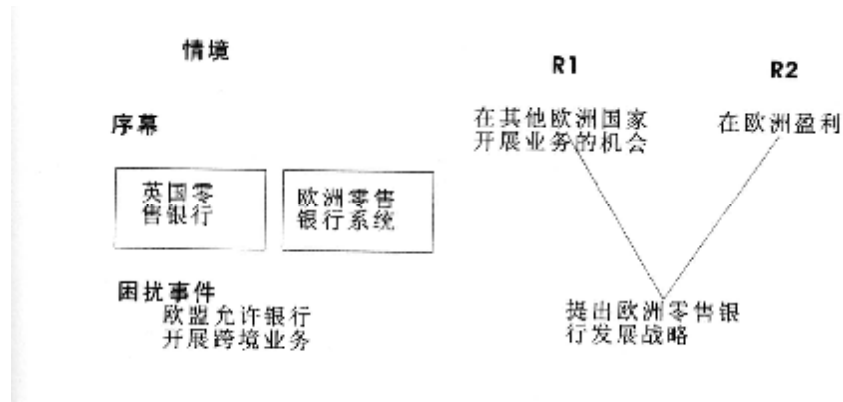 情境
R1
R2
序幕
在其他欧洲国家
开展业务的机会
在欧洲盈利
英国零
售银行
欧洲零售
银行系统
困扰事件
欧盟允许银行
开展跨境业务
提出欧洲零售银
行发展战略